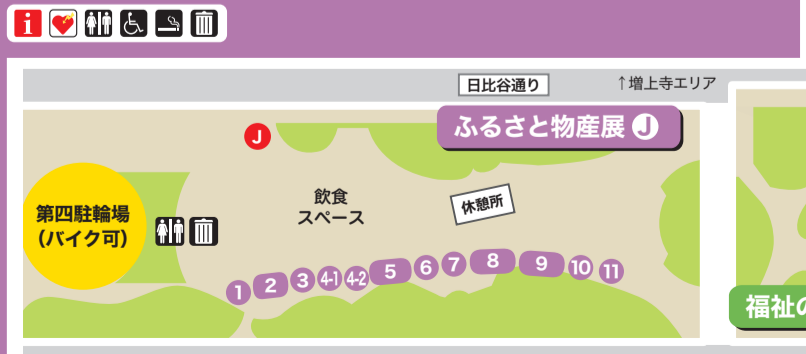 i
日比谷通り
↑増上寺エリア
ふるさと物産展 J
J
飲食
スペース
休憩所
第四駐輪場
(バイク可)
1
2
3
4-1
4-2
5
6
7
8
9
10
11
福祉の